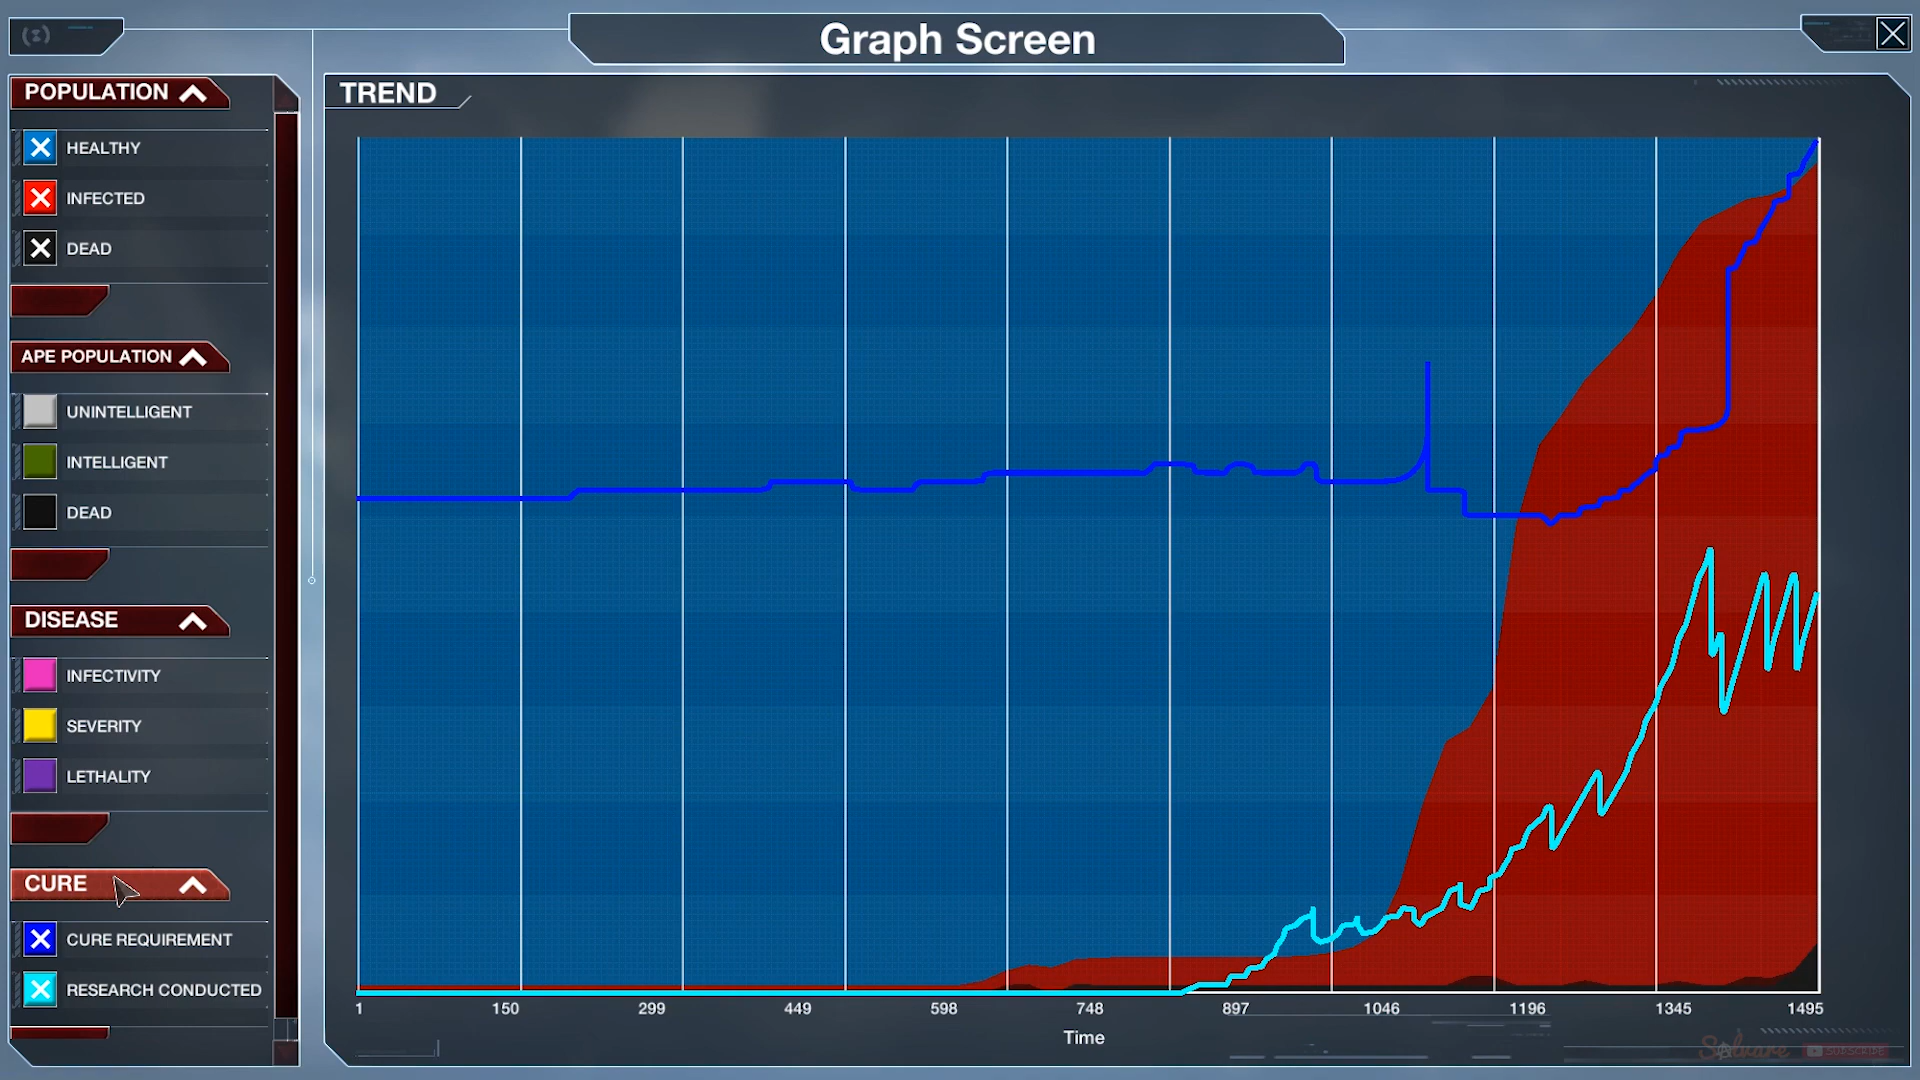 Graph Screen
POPULATION
HEALTHY
INFECTED
DEAD
APE POPULATION
UNINTELLIGENT
INTELLIGENT
DEAD
DISEASE
INFECTIVITY
SEVERITY
LETHALITY
CURE
CURE REQUIREMENT
RESEARCH CONDUCTED
TREND
1 150 299 449 598 748 897 1046 1196 1345 1495
Time
SUBSCRIBE